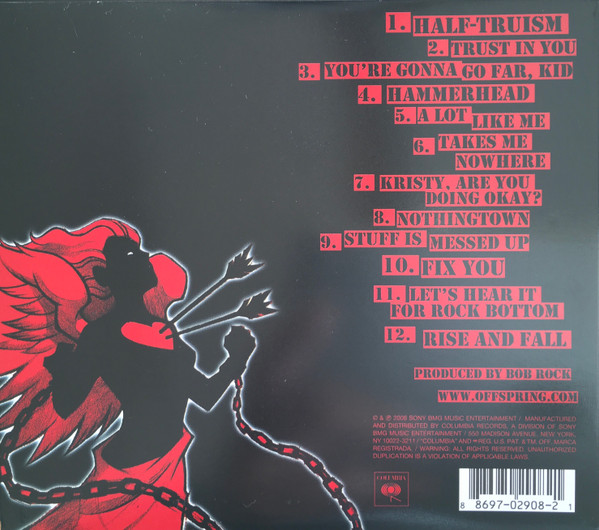 1. HALF-TRUISM
2. TRUST IN YOU
3. YOU'RE GONNA GO FAR, KID
4. HAMMERHEAD
5. A LOT LIKE ME
6. TAKES ME
NOWHERE
7. KRISTY, ARE YOU
DOING OKAY?
8. NOTHINGTOWN
9. STUFF IS MESSED UP
10. FIX YOU
11. LET'S HEAR IT
FOR ROCK BOTTOM
12. RISE AND FALL
PRODUCED BY BOB ROCK
WWW.OFFSPRING.COM
© & ℗ 2008 SONY BMG MUSIC ENTERTAINMENT / MANUFACTURED
AND DISTRIBUTED BY COLUMBIA RECORDS, A DIVISION OF SONY
BMG MUSIC ENTERTAINMENT / 550 MADISON AVENUE, NEW YORK,
NY 10022-3211 / "COLUMBIA" AND ® REG. U.S. PAT. & TM. OFF. MARCA
REGISTRADA. / WARNING: ALL RIGHTS RESERVED. UNAUTHORIZED
DUPLICATION IS A VIOLATION OF APPLICABLE LAWS.
COLUMBIA
8 8697-02908-2 1